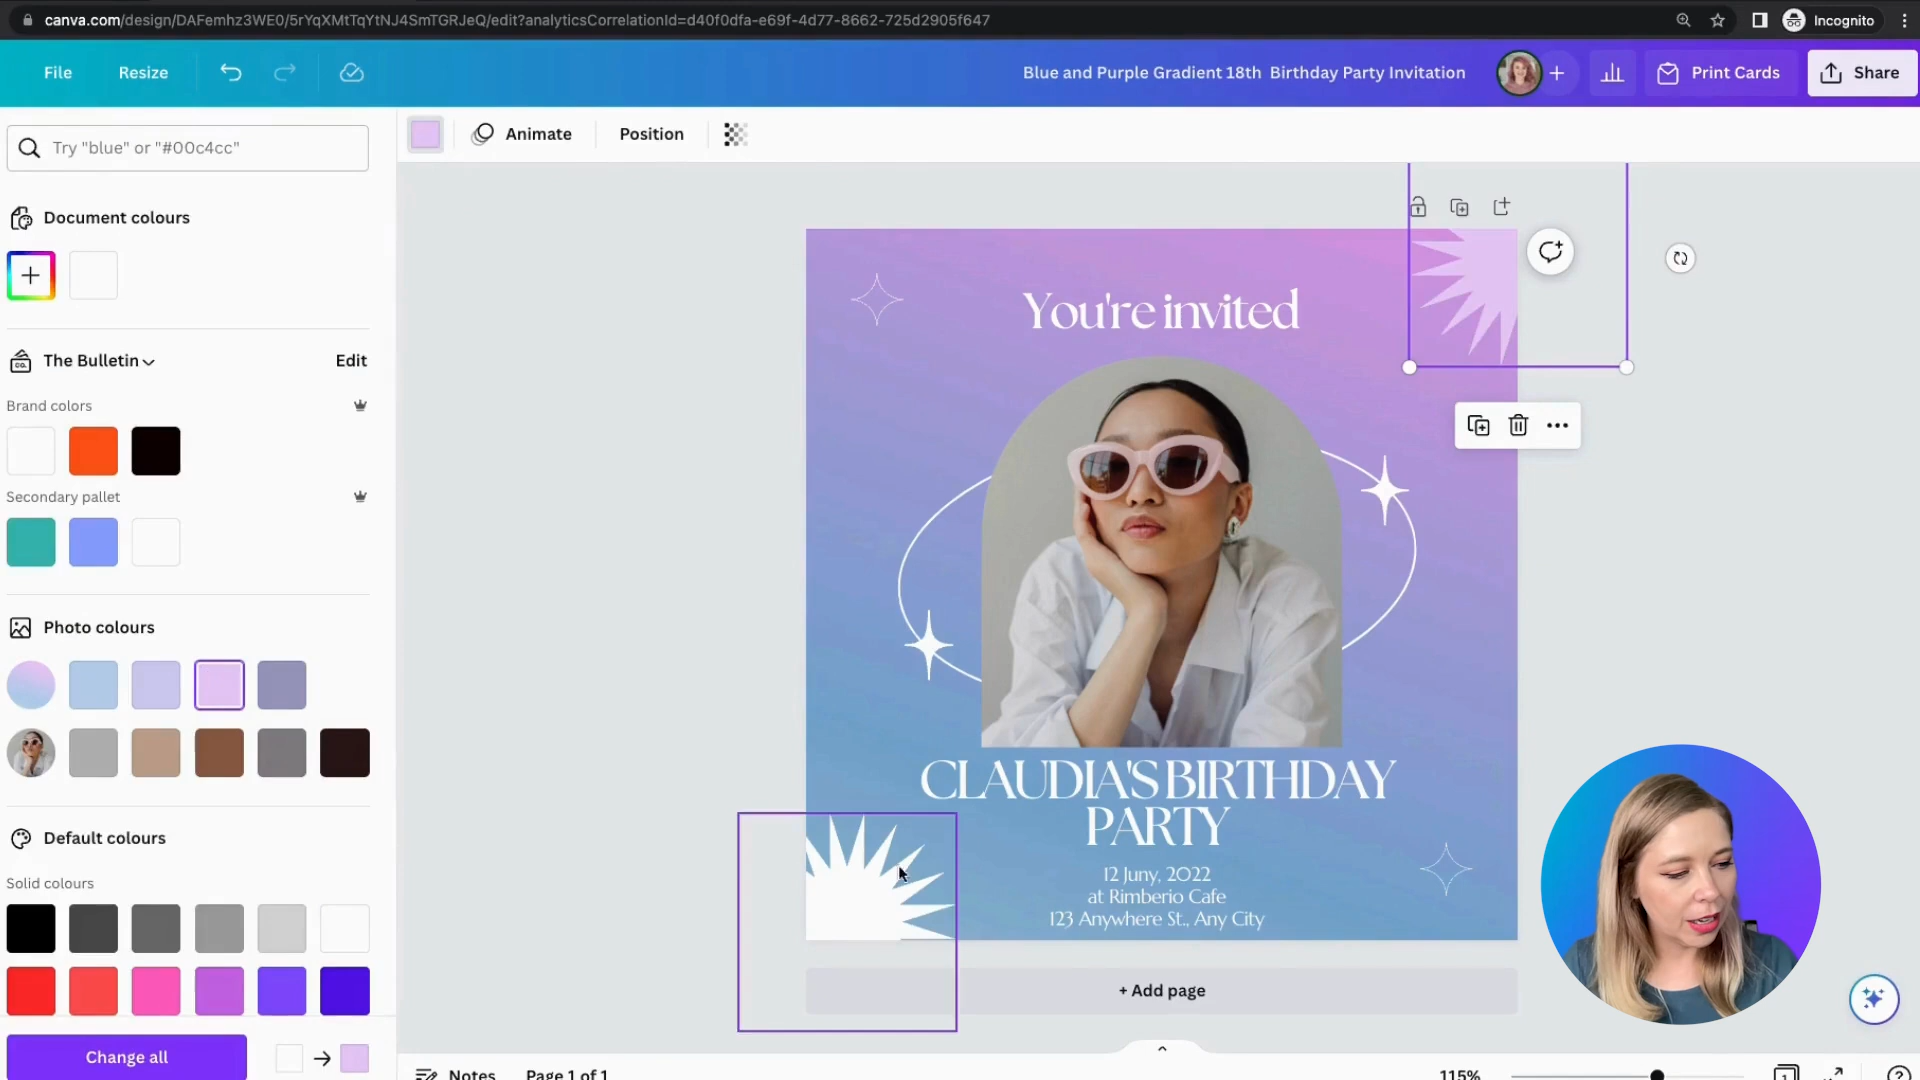 canva.com/design/DAFemhz3WE0/5rYqXMtTqYtNJ4SmTGRJeQ/edit?analyticsCorrelationId=d40f0dfa-e69f-4d77-8662-725d2905f647
Incognito
File
Resize
Blue and Purple Gradient 18th Birthday Party Invitation
Print Cards
Share
Try "blue" or "#00c4cc"
Animate
Position
Document colours
The Bulletin
Edit
Brand colors
CO.
Secondary pallet
Photo colours
Default colours
Solid colours
Change all
You're invited
CLAUDIA'S BIRTHDAY
PARTY
12 Juny, 2022
at Rimberio Cafe
123 Anywhere St., Any City
+ Add page
Notes
Page 1 of 1
115%
1